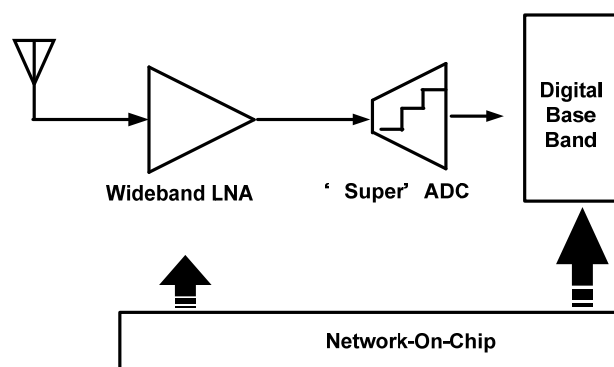 Wideband LNA
‘ Super’ ADC
Digital
Base
Band
Network-On-Chip